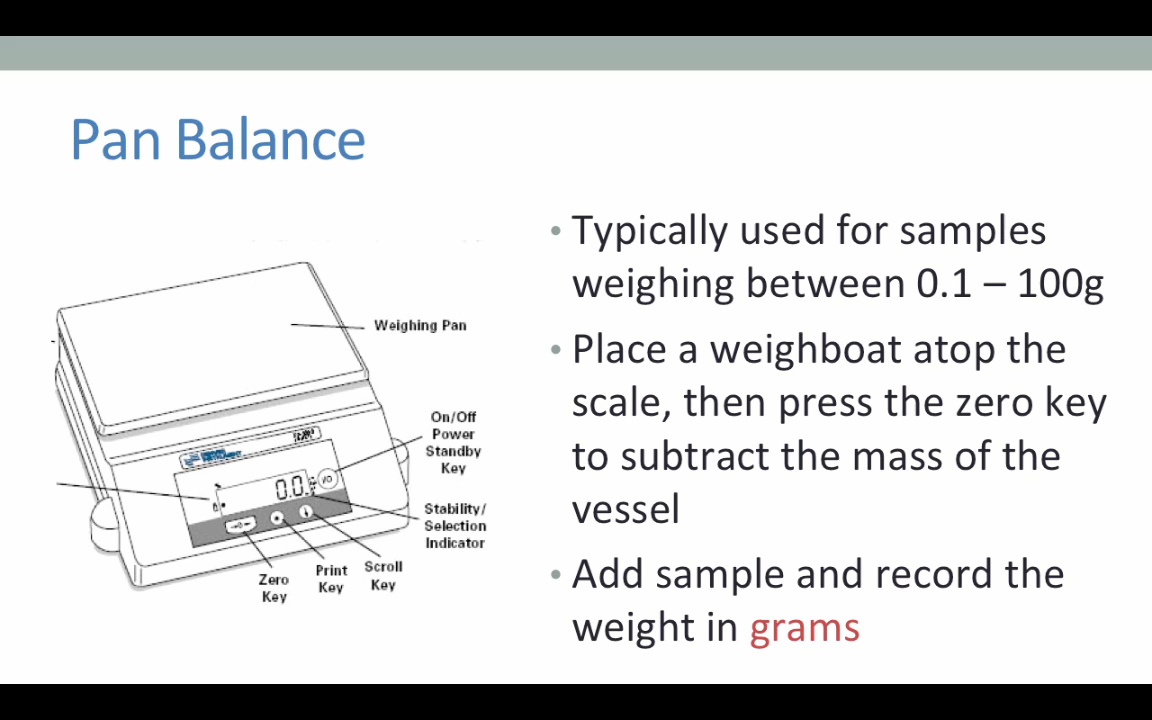 Pan Balance
• Typically used for samples
weighing between 0.1 – 100g
• Place a weighboat atop the
scale, then press the zero key
to subtract the mass of the
vessel
• Add sample and record the
weight in grams
Weighing Pan
On/Off
Power
Standby
Key
I/O
0.0
Stability/
Selection
Indicator
Zero
Key
Print
Key
Scroll
Key